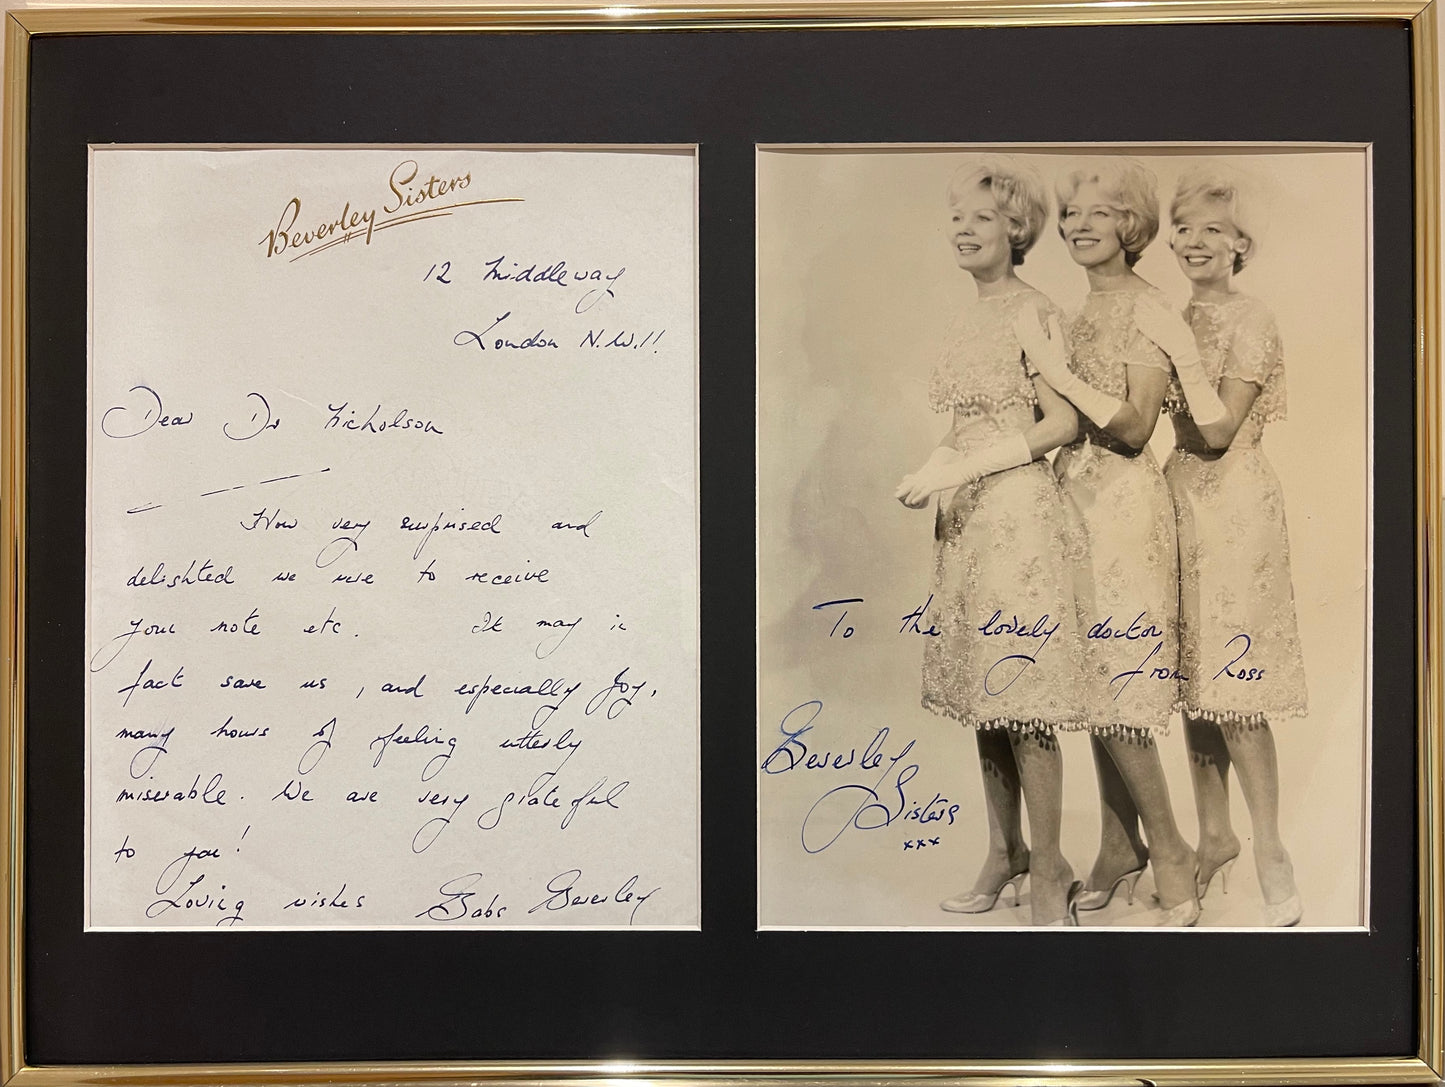 Beverley Sisters
12 Middleway
London N.W.11.
Dear Dr Nicholson
How very surprised and
delighted we were to receive
your note etc. It may in
fact save us, and especially Joy,
many hours of feeling utterly
miserable. We are very grateful
to you!
Loving wishes Babs Beverley
To the lovely doctor
from Ross
Beverley
Sisters
xxx